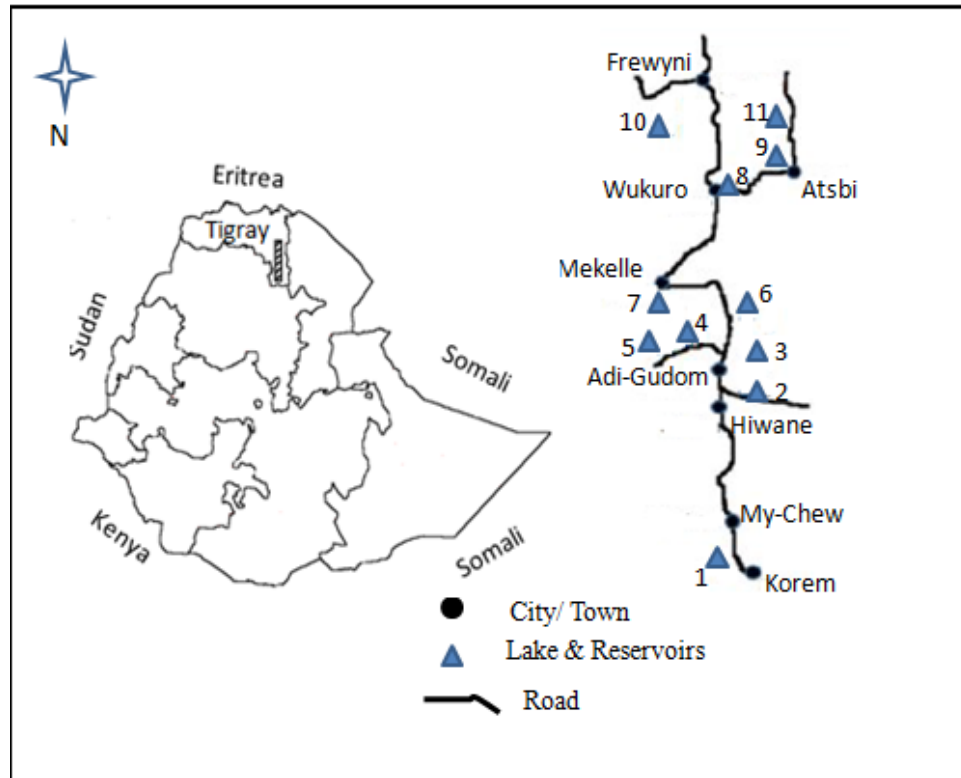 N
Eritrea
Tigray
Sudan
Somali
Kenya
Somali
Frewyni
10
11
9
8
Wukuro
Atsbi
Mekelle
7
6
4
5
3
Adi-Gudom
2
Hiwane
My-Chew
1
Korem
City/ Town
Lake & Reservoirs
Road